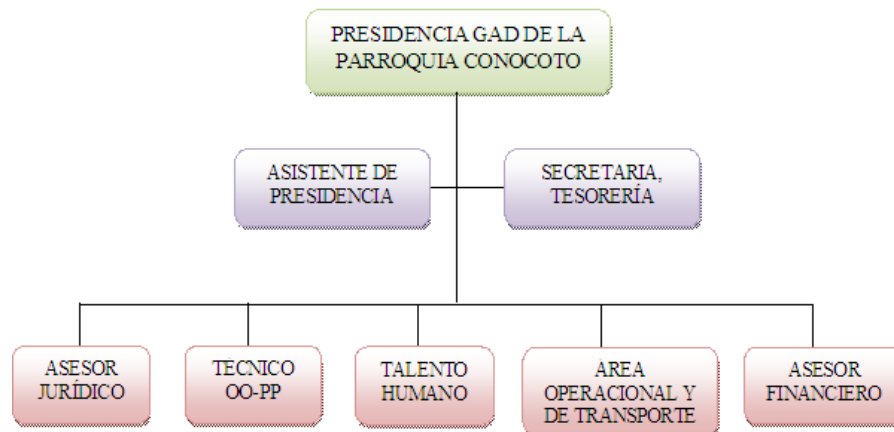 PRESIDENCIA GAD DE LA
PARROQUIA CONOCOTO
ASISTENTE DE
PRESIDENCIA
SECRETARIA,
TESORERÍA
ASESOR
JURÍDICO
TECNICO
OO-PP
TALENTO
HUMANO
AREA
OPERACIONAL Y
DE TRANSPORTE
ASESOR
FINANCIERO